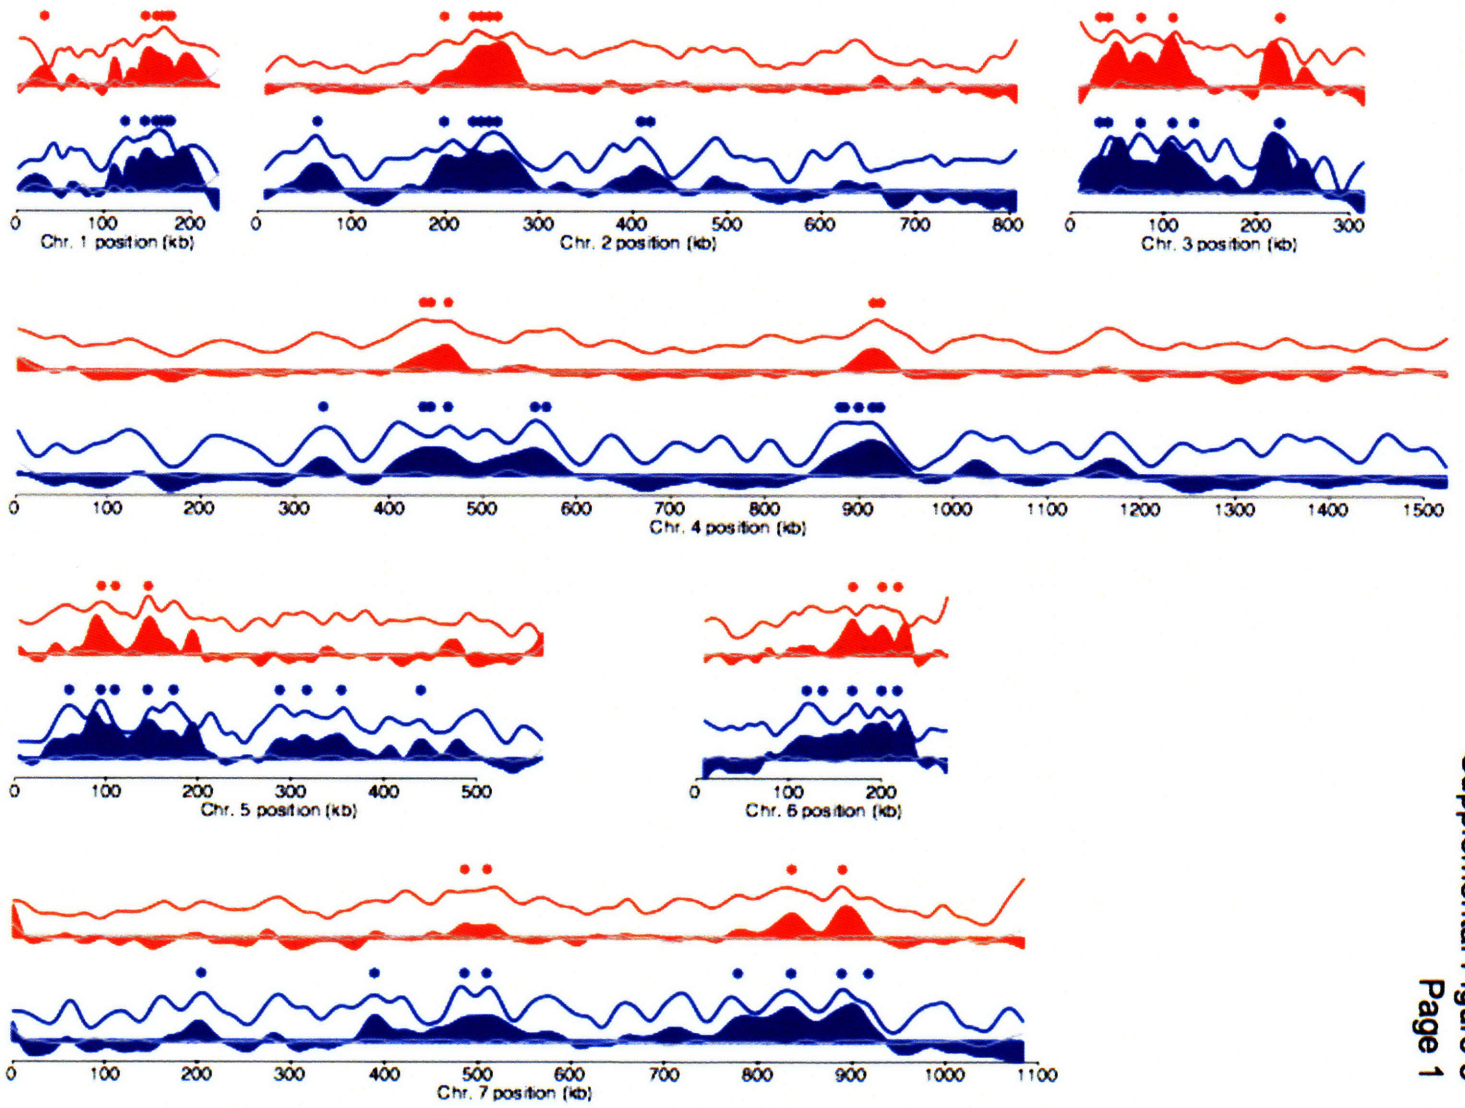 0 100 200
Chr. 1 position (kb)
0 100 200 300 400 500 600 700 800
Chr. 2 position (kb)
0 100 200 300
Chr. 3 position (kb)
0 100 200 300 400 500 600 700 800 900 1000 1100 1200 1300 1400 1500
Chr. 4 position (kb)
0 100 200 300 400 500
Chr. 5 position (kb)
0 100 200
Chr. 6 position (kb)
0 100 200 300 400 500 600 700 800 900 1000 1100
Chr. 7 position (kb)
Page 1